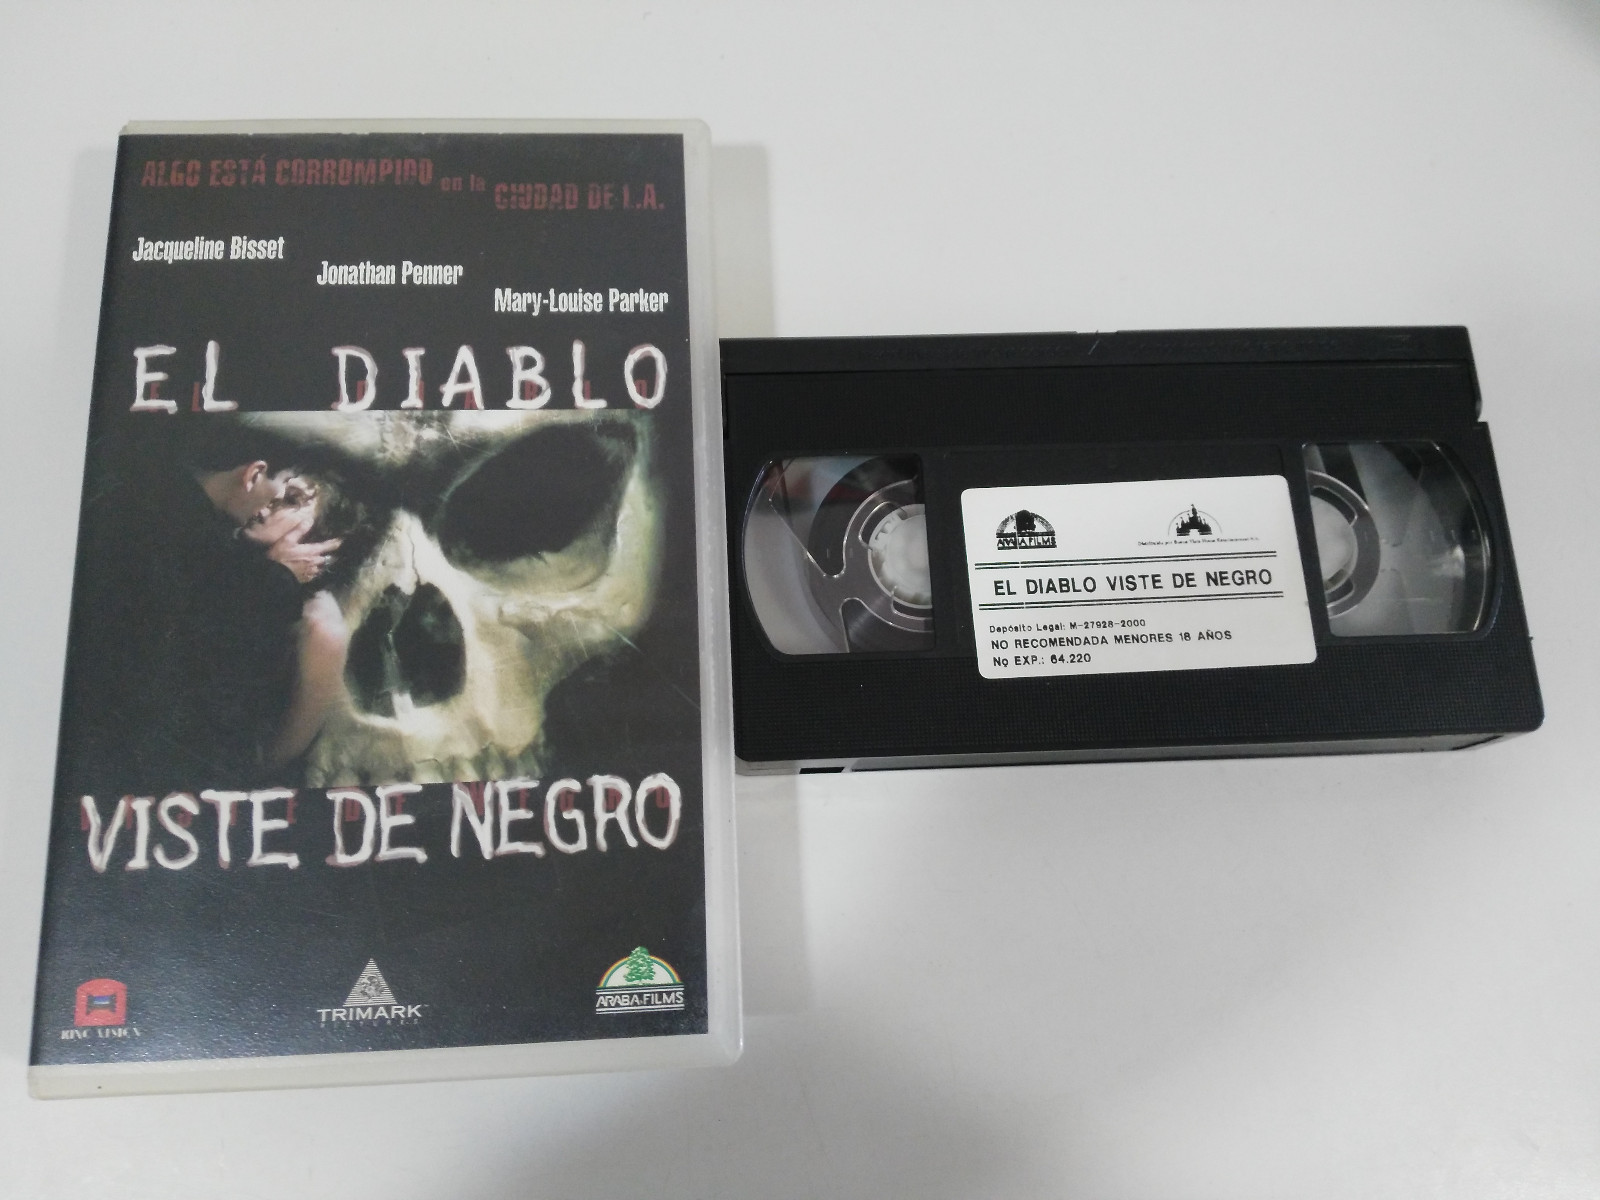 ALGO ESTÁ CORROMPIDO en la CIUDAD DE L.A.
Jacqueline Bisset
Jonathan Penner
Mary-Louise Parker
EL DIABLO
VISTE DE NEGRO
TRIMARK
PICTURES
ARABA FILMS
ARABA FILMS
EL DIABLO VISTE DE NEGRO
Depósito Legal: M-27928-2000
NO RECOMENDADA MENORES 18 AÑOS
Nº EXP.: 64.220